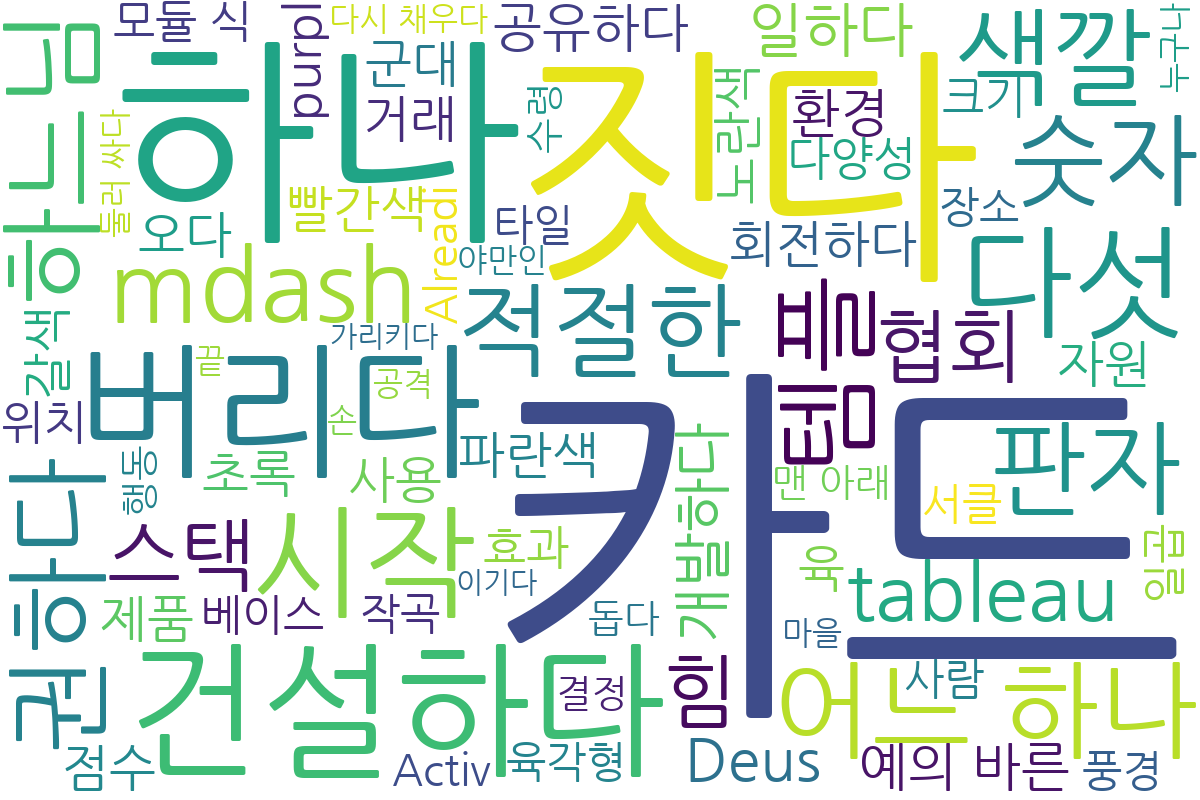 모듈 식
purpl
다시 채우다
공유하다
일하다
색깔
누구나
하느님
하나
짓다
군대
거래
수령
노란색
환경
크기
다양성
숫자
둘러 싸다
오다
빨간색
Alreadi
타일
야만인
회전하다
장소
다섯
mdash
적절한
템플
협회
자원
갈색
가리키다
끝
공격
손
위치
버리다
카드
파란색
개발하다
판자
맨 아래
서클
행동
초록
사용
권하다
스택
시작
효과
이기다
육
tableau
일곱
제품
베이스
작곡
돕다
마을
건설하다
결정
힘
어느 하나
사람
점수
Activ
육각형
Deus
예의 바른
풍경